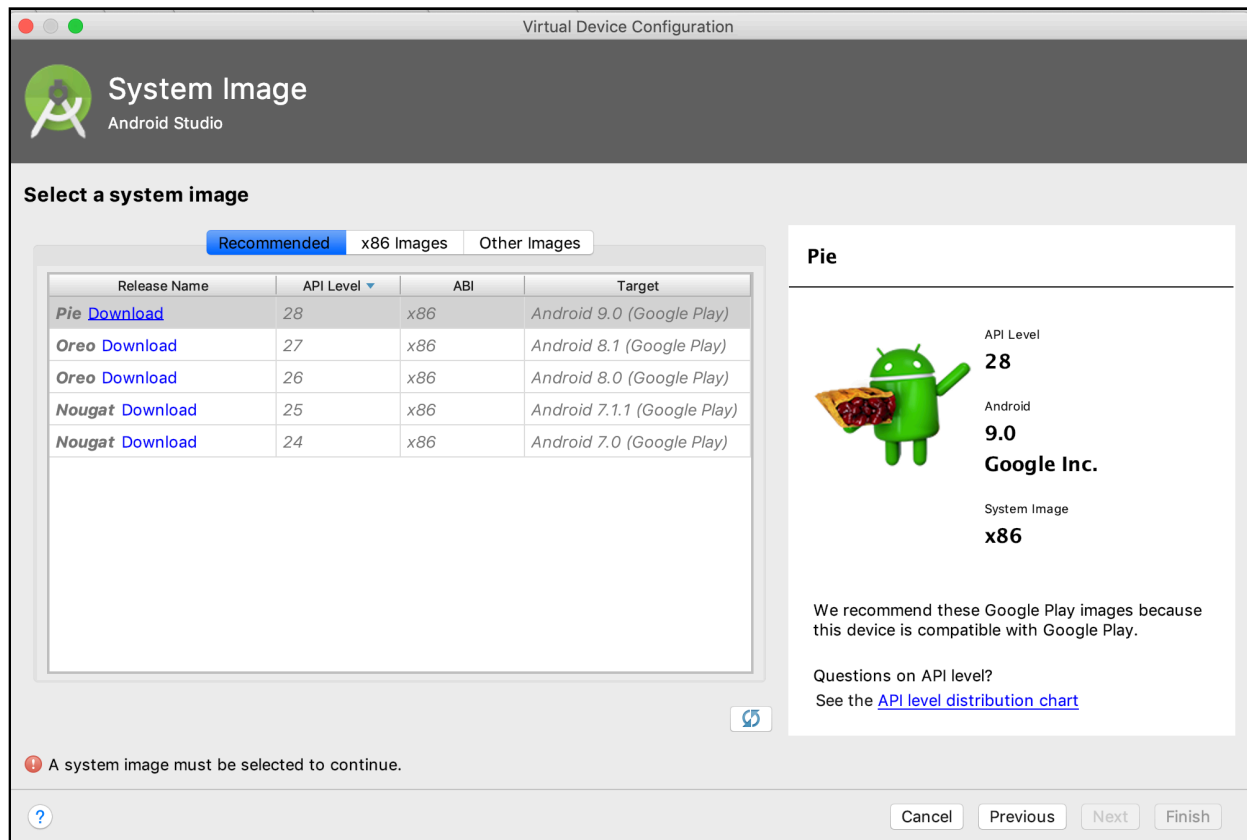 Virtual Device Configuration
System Image
Android Studio
Select a system image
Recommended x86 Images Other Images
Release Name API Level ABI Target
Pie Download 28 x86 Android 9.0 (Google Play)
Oreo Download 27 x86 Android 8.1 (Google Play)
Oreo Download 26 x86 Android 8.0 (Google Play)
Nougat Download 25 x86 Android 7.1.1 (Google Play)
Nougat Download 24 x86 Android 7.0 (Google Play)
Pie
API Level
28
Android
9.0
Google Inc.
System Image
x86
We recommend these Google Play images because
this device is compatible with Google Play.
Questions on API level?
See the API level distribution chart
! A system image must be selected to continue.
? Cancel Previous Next Finish